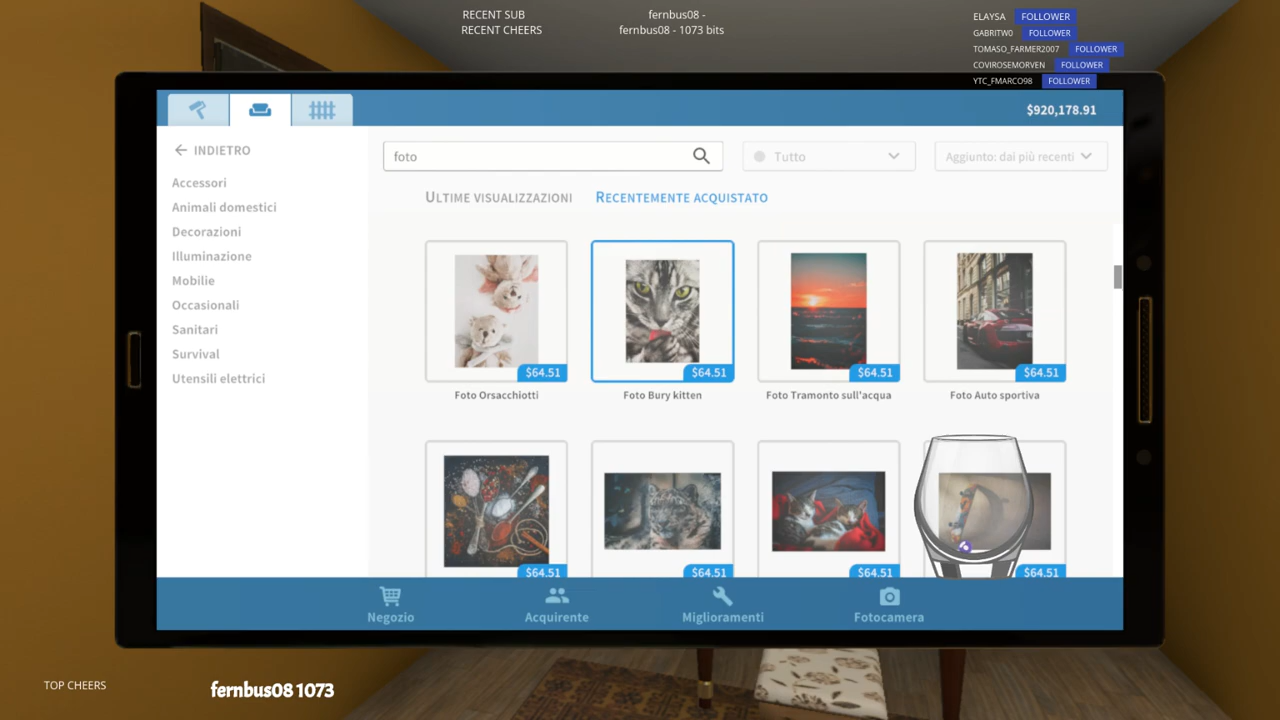 RECENT SUB
RECENT CHEERS
fernbus08 -
fernbus08 - 1073 bits
ELAYSA FOLLOWER
GABRITW0 FOLLOWER
TOMASO_FARMER2007 FOLLOWER
COVIROSEMORVEN FOLLOWER
YTC_FMARCO98 FOLLOWER
$920,178.91
INDIETRO
Accessori
Animali domestici
Decorazioni
Illuminazione
Mobilie
Occasionali
Sanitari
Survival
Utensili elettrici
foto
Tutto
Aggiunto: dai più recenti
ULTIME VISUALIZZAZIONI
RECENTEMENTE ACQUISTATO
$64.51
$64.51
$64.51
$64.51
Foto Orsacchiotti
Foto Bury kitten
Foto Tramonto sull'acqua
Foto Auto sportiva
$64.51
$64.51
$64.51
$64.51
Negozio
Acquirente
Miglioramenti
Fotocamera
TOP CHEERS
fernbus08 1073